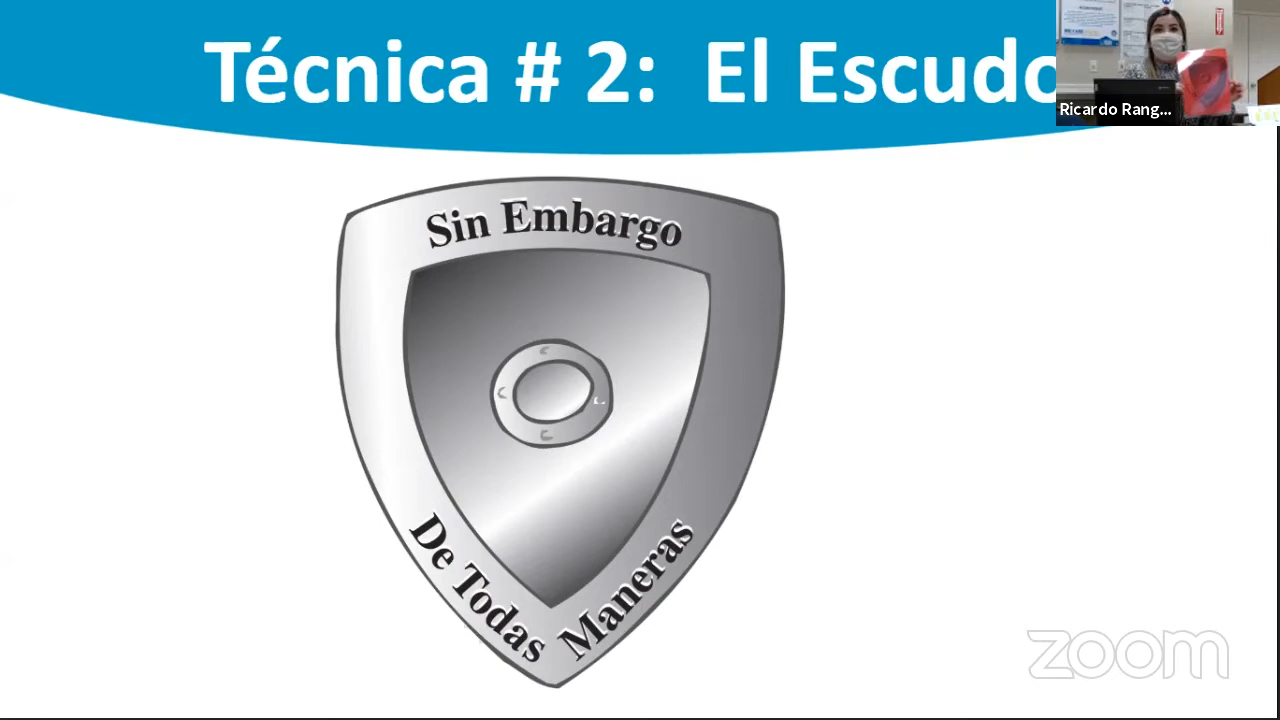 Técnica # 2: El Escudo
Ricardo Rang...
Sin Embargo
De Todas Maneras
zoom